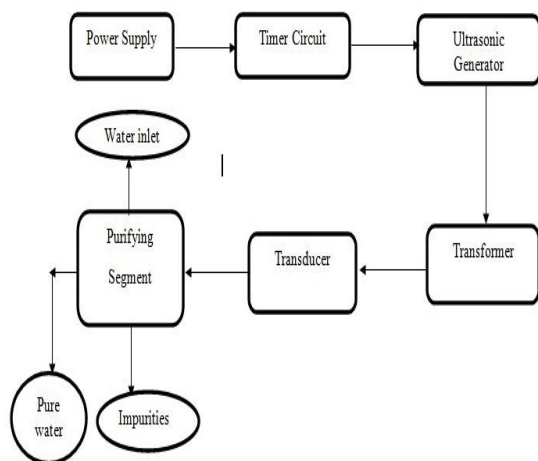 Power Supply
Timer Circuit
Ultrasonic
Generator
Water inlet
Purifying
Segment
Transducer
Transformer
Pure
water
Impurities